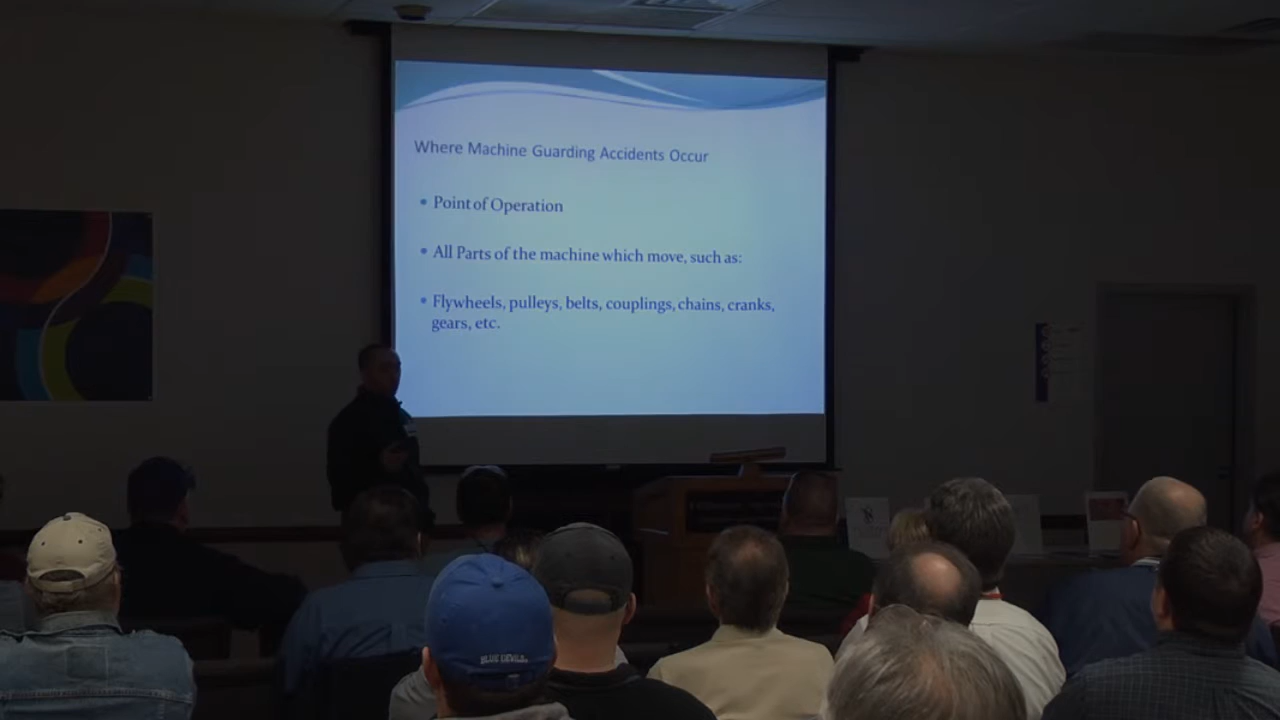 Where Machine Guarding Accidents Occur
• Point of Operation
• All Parts of the machine which move, such as:
• Flywheels, pulleys, belts, couplings, chains, cranks,
gears, etc.
BLUE DEVILS